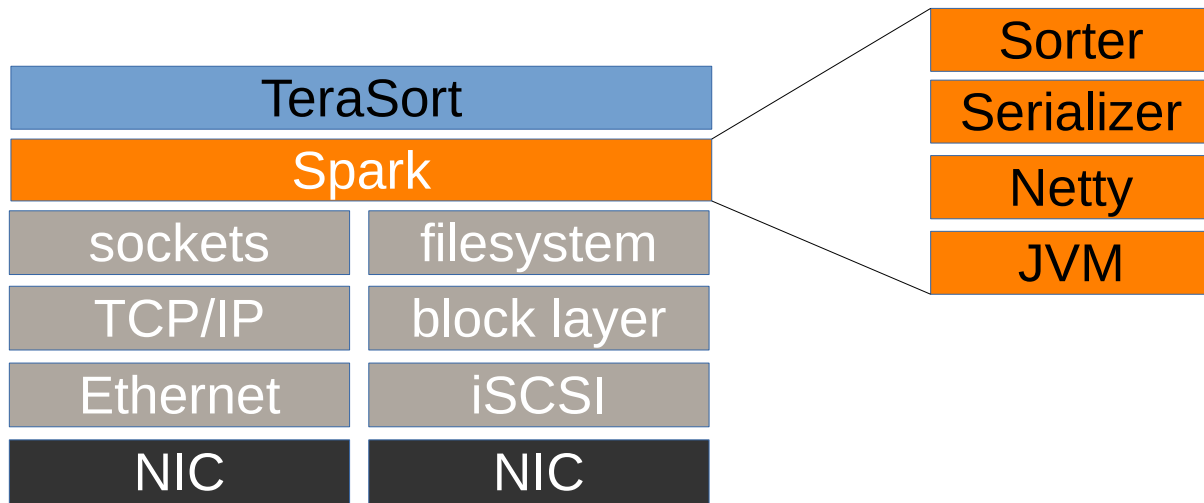 TeraSort
Spark
sockets
filesystem
TCP/IP
block layer
Ethernet
iSCSI
NIC
NIC
Sorter
Serializer
Netty
JVM